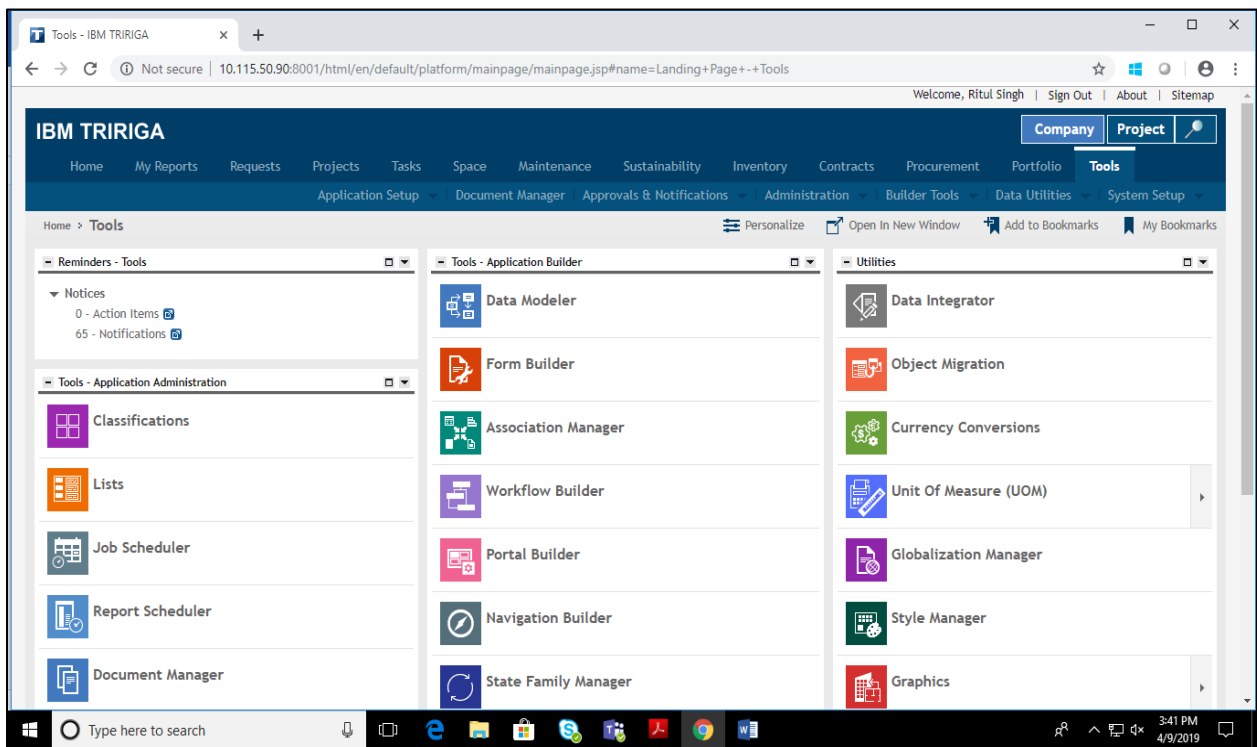 Tools - IBM TRIRIGA
Not secure | 10.115.50.90:8001/html/en/default/platform/mainpage/mainpage.jsp#name=Landing+Page+-+Tools
Welcome, Ritul Singh | Sign Out | About | Sitemap
IBM TRIRIGA
Company Project
Home My Reports Requests Projects Tasks Space Maintenance Sustainability Inventory Contracts Procurement Portfolio Tools
Application Setup Document Manager Approvals & Notifications Administration Builder Tools Data Utilities System Setup
Home > Tools
Personalize Open In New Window Add to Bookmarks My Bookmarks
Reminders - Tools
Notices
0 - Action Items
65 - Notifications
Tools - Application Administration
Classifications
Lists
Job Scheduler
Report Scheduler
Document Manager
Tools - Application Builder
Data Modeler
Form Builder
Association Manager
Workflow Builder
Portal Builder
Navigation Builder
State Family Manager
Utilities
Data Integrator
Object Migration
Currency Conversions
Unit Of Measure (UOM)
Globalization Manager
Style Manager
Graphics
Type here to search
3:41 PM
4/9/2019